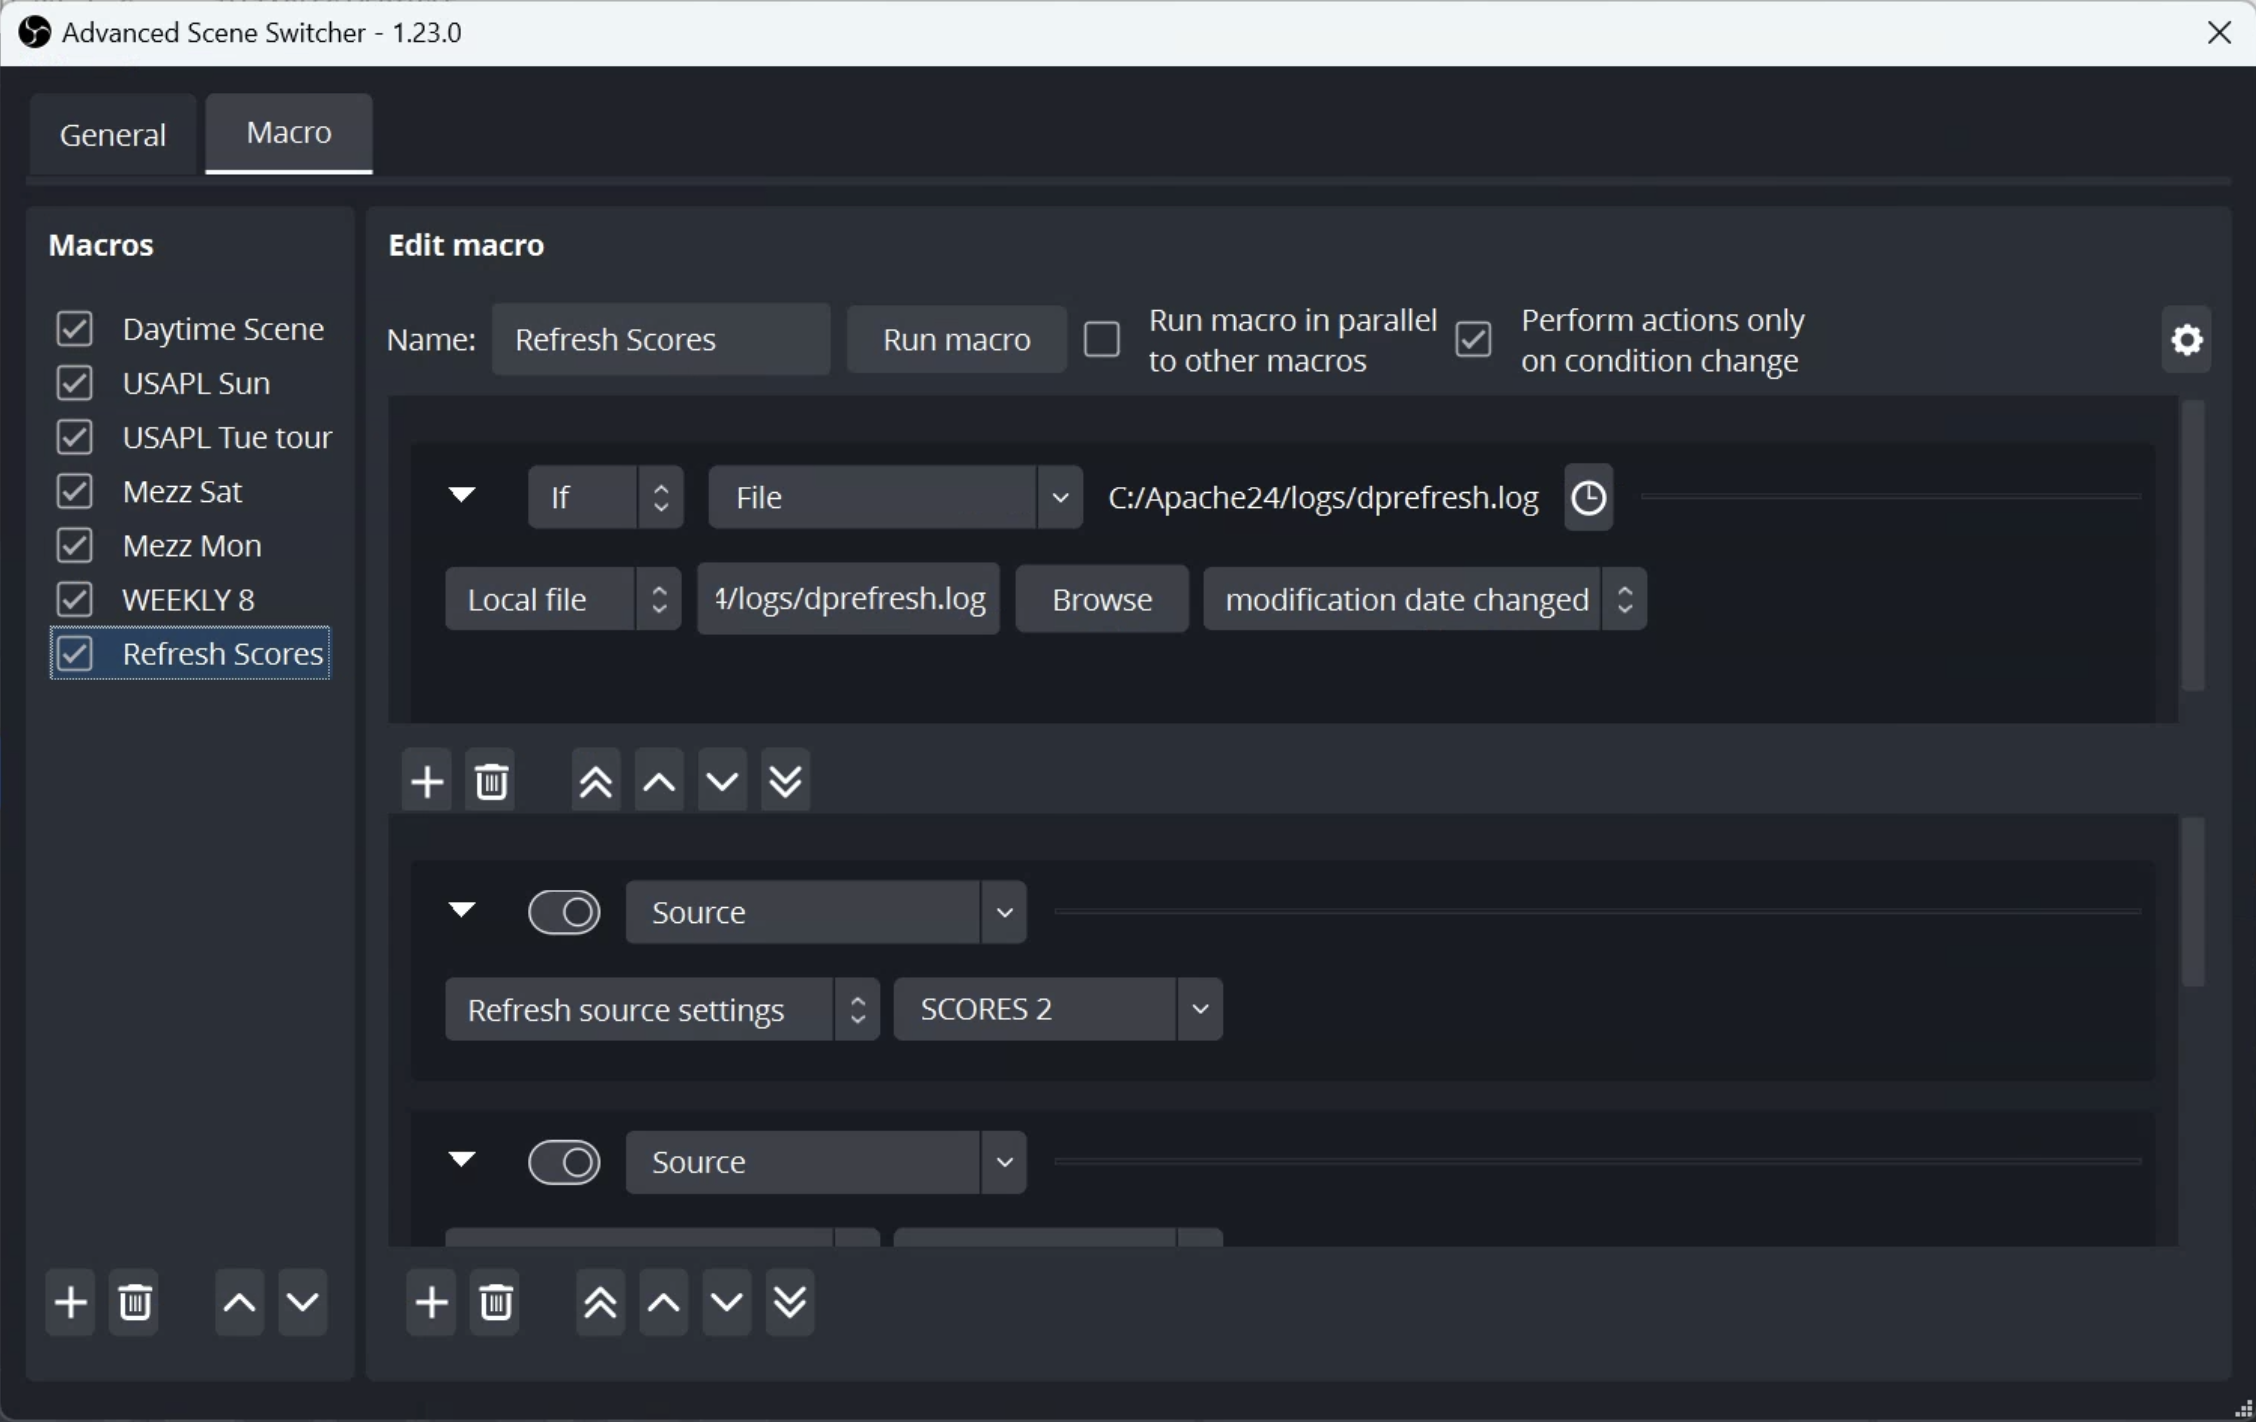 Advanced Scene Switcher - 1.23.0
General
Macro
Macros
Daytime Scene
USAPL Sun
USAPL Tue tour
Mezz Sat
Mezz Mon
WEEKLY 8
Refresh Scores
Edit macro
Name:
Refresh Scores
Run macro
Run macro in parallel
to other macros
Perform actions only
on condition change
If
File
C:/Apache24/logs/dprefresh.log
Local file
4/logs/dprefresh.log
Browse
modification date changed
Source
Refresh source settings
SCORES 2
Source